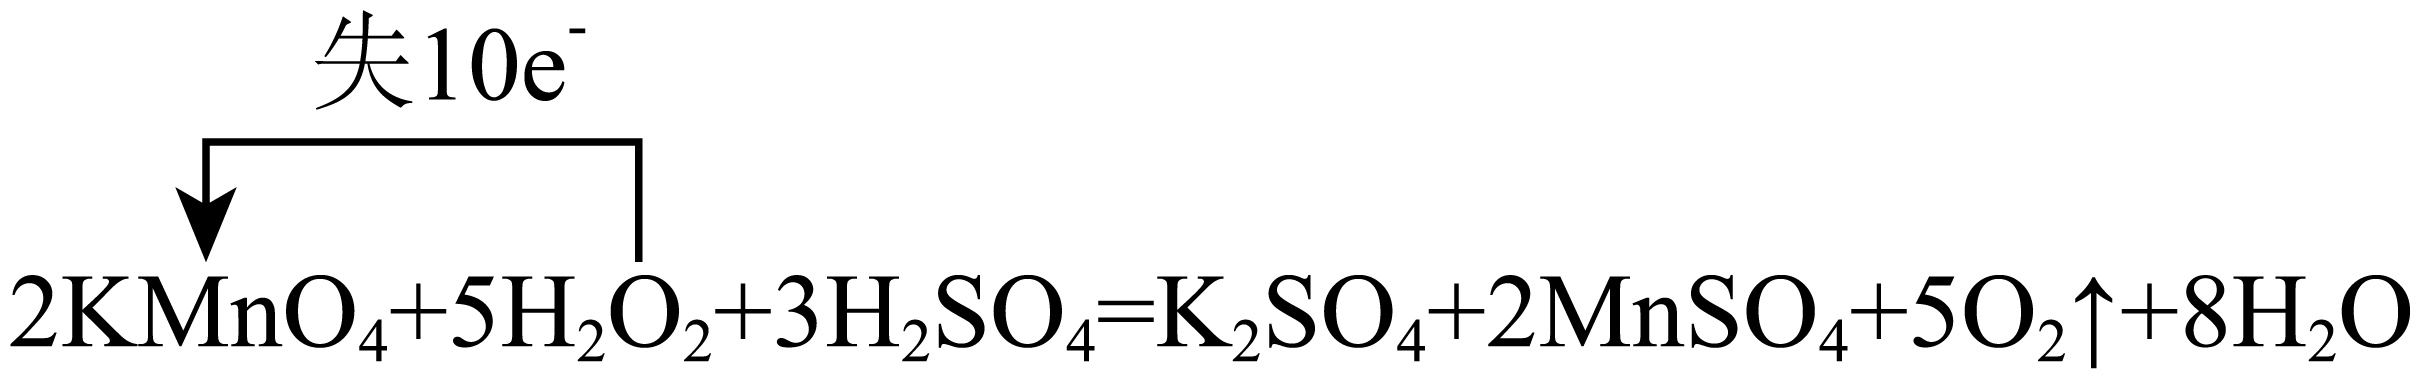 失10e⁻
2KMnO₄+5H₂O₂+3H₂SO₄=K₂SO₄+2MnSO₄+5O₂↑+8H₂O